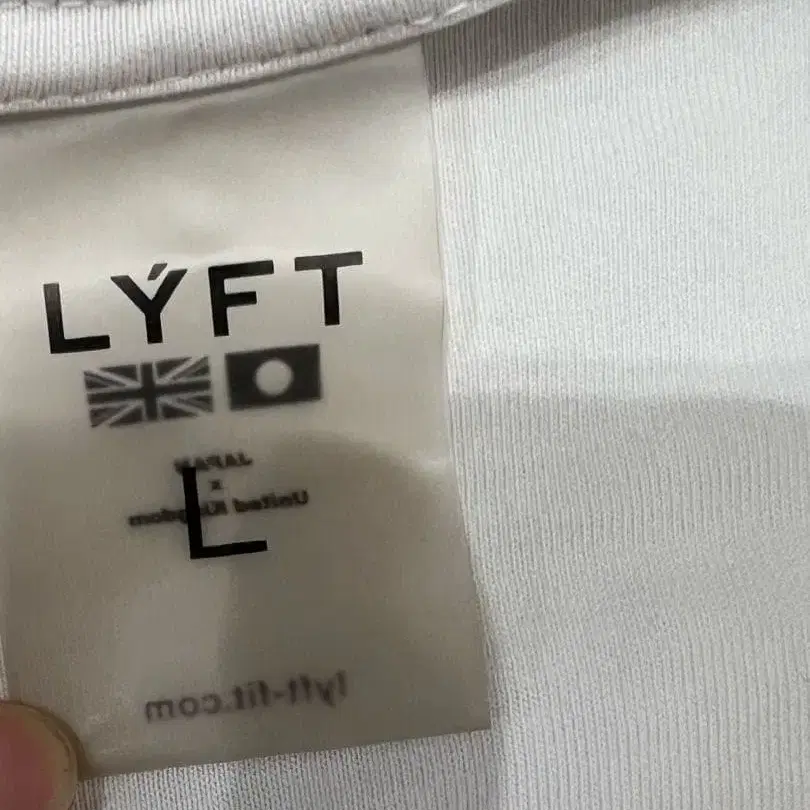 LÝFT
JAPAN
x
L
United Kingdom
lyft-fit.com